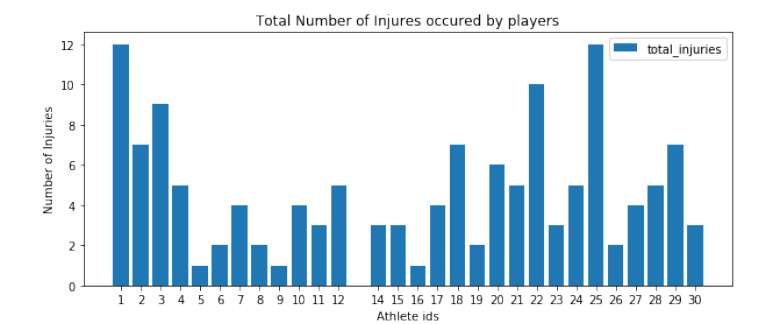 Total Number of Injures occured by players
12
10
8
6
4
2
0
Number of Injuries
total_injuries
1 2 3 4 5 6 7 8 9 10 11 12 14 15 16 17 18 19 20 21 22 23 24 25 26 27 28 29 30
Athlete ids